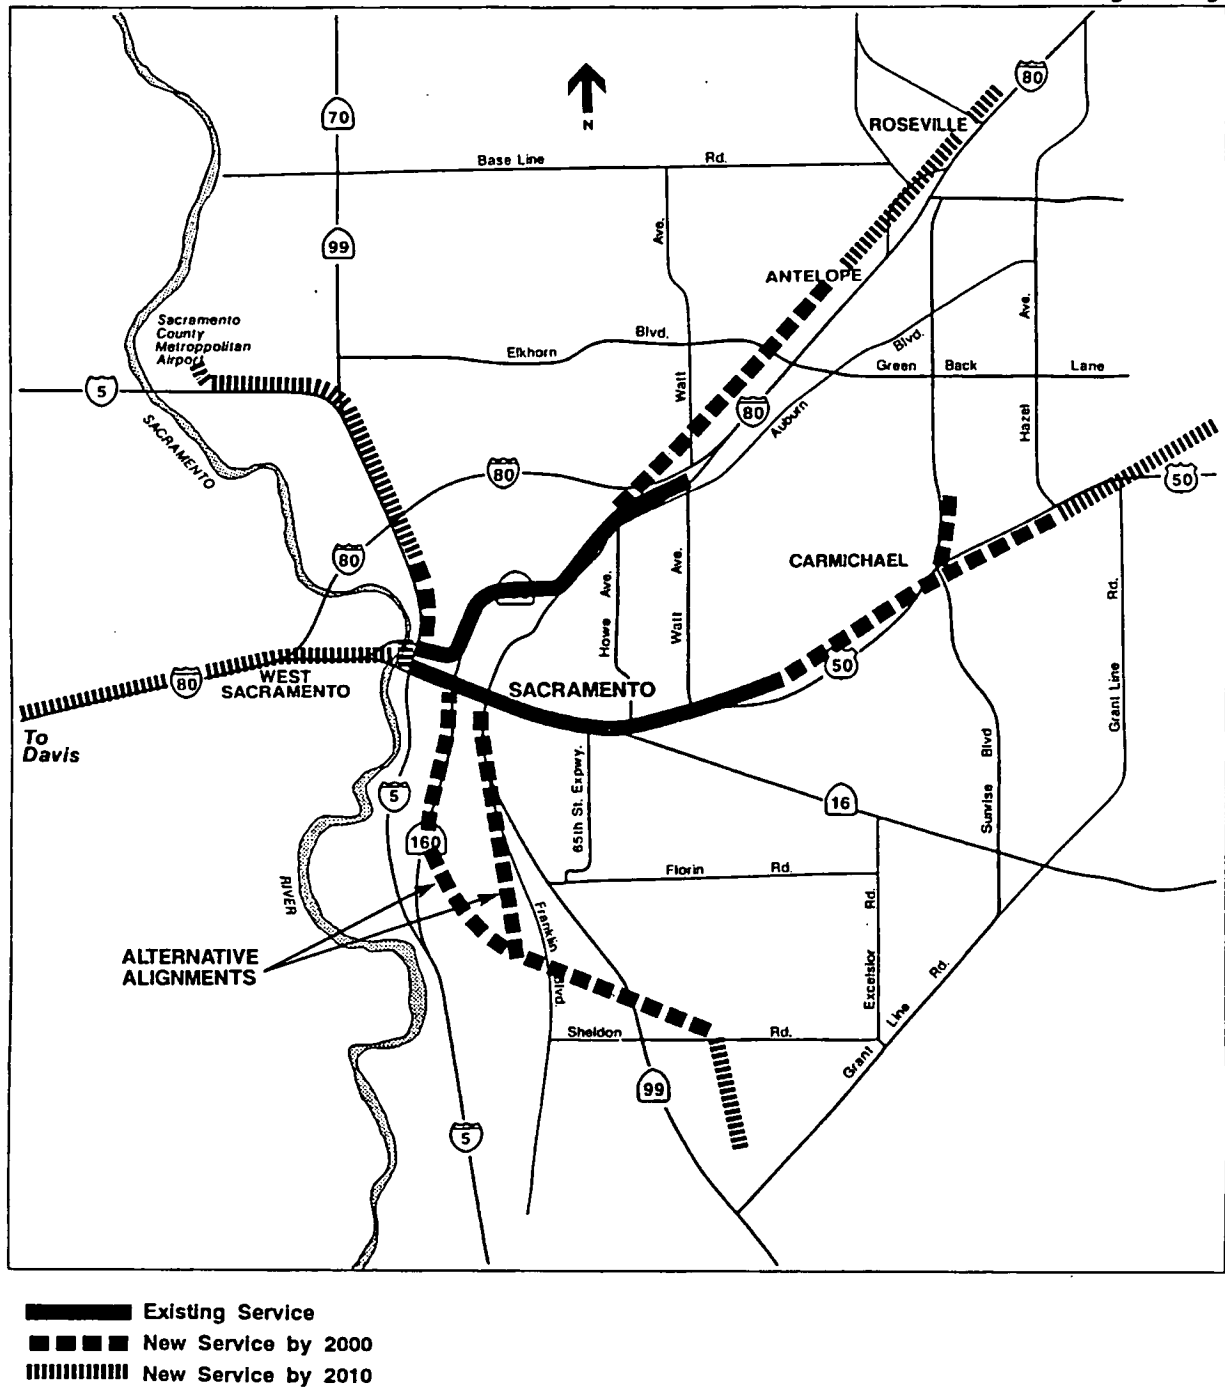 80
70
ROSEVILLE
N
Base Line Rd.
99
Ave.
ANTELOPE
Sacramento
County
Metroppolitan
Airport
Blvd.
Elkhorn
Ave.
Blvd.
Green Back Lane
5
Watt
80
Auburn
Hazel
SACRAMENTO
80
50
80
CARMICHAEL
Howe Ave.
Watt Ave.
Grant Line Rd.
50
80
WEST
SACRAMENTO
SACRAMENTO
To
Davis
5
65th St. Expwy.
16
Sunrise Blvd
160
Florin Rd.
RIVER
Franklin Blvd.
Excelsior Rd.
ALTERNATIVE
ALIGNMENTS
Grant Line Rd.
Sheldon Rd.
99
5
Existing Service
New Service by 2000
New Service by 2010